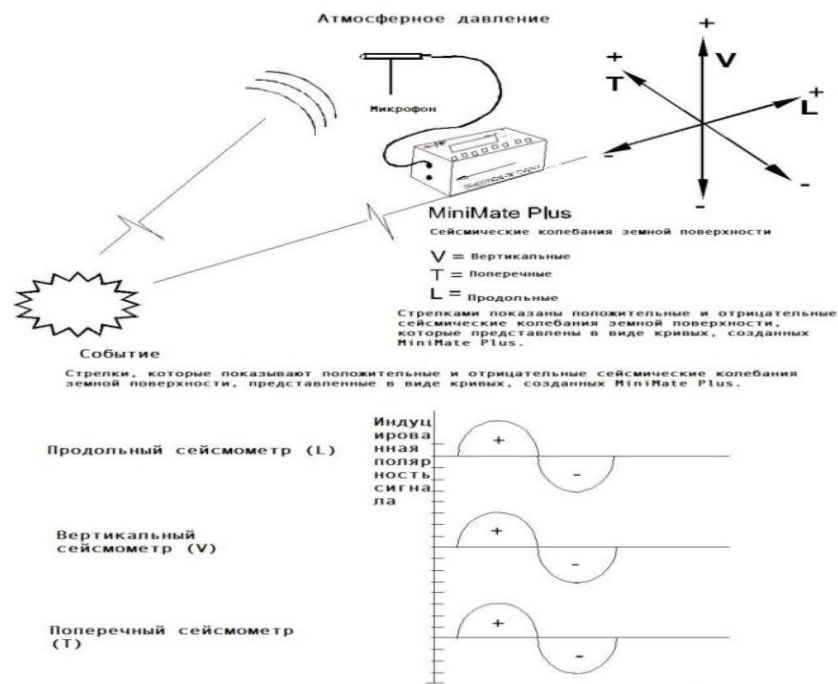 Атмосферное давление
+
V
+
T
+
L
-
-
-
Микрофон
MiniMate Plus
Сейсмические колебания земной поверхности
V = Вертикальные
T = Поперечные
L = Продольные
Стрелками показаны положительные и отрицательные
сейсмические колебания земной поверхности,
которые представлены в виде кривых, созданных
MiniMate Plus.
Событие
Стрелки, которые показывают положительные и отрицательные сейсмические колебания
земной поверхности, представленные в виде кривых, созданных MiniMate Plus.
Индуц
ирова
нная
поляр
ность
сигна
ла
Продольный сейсмометр (L)
+
-
Вертикальный
сейсмометр (V)
+
-
Поперечный сейсмометр
(T)
+
-